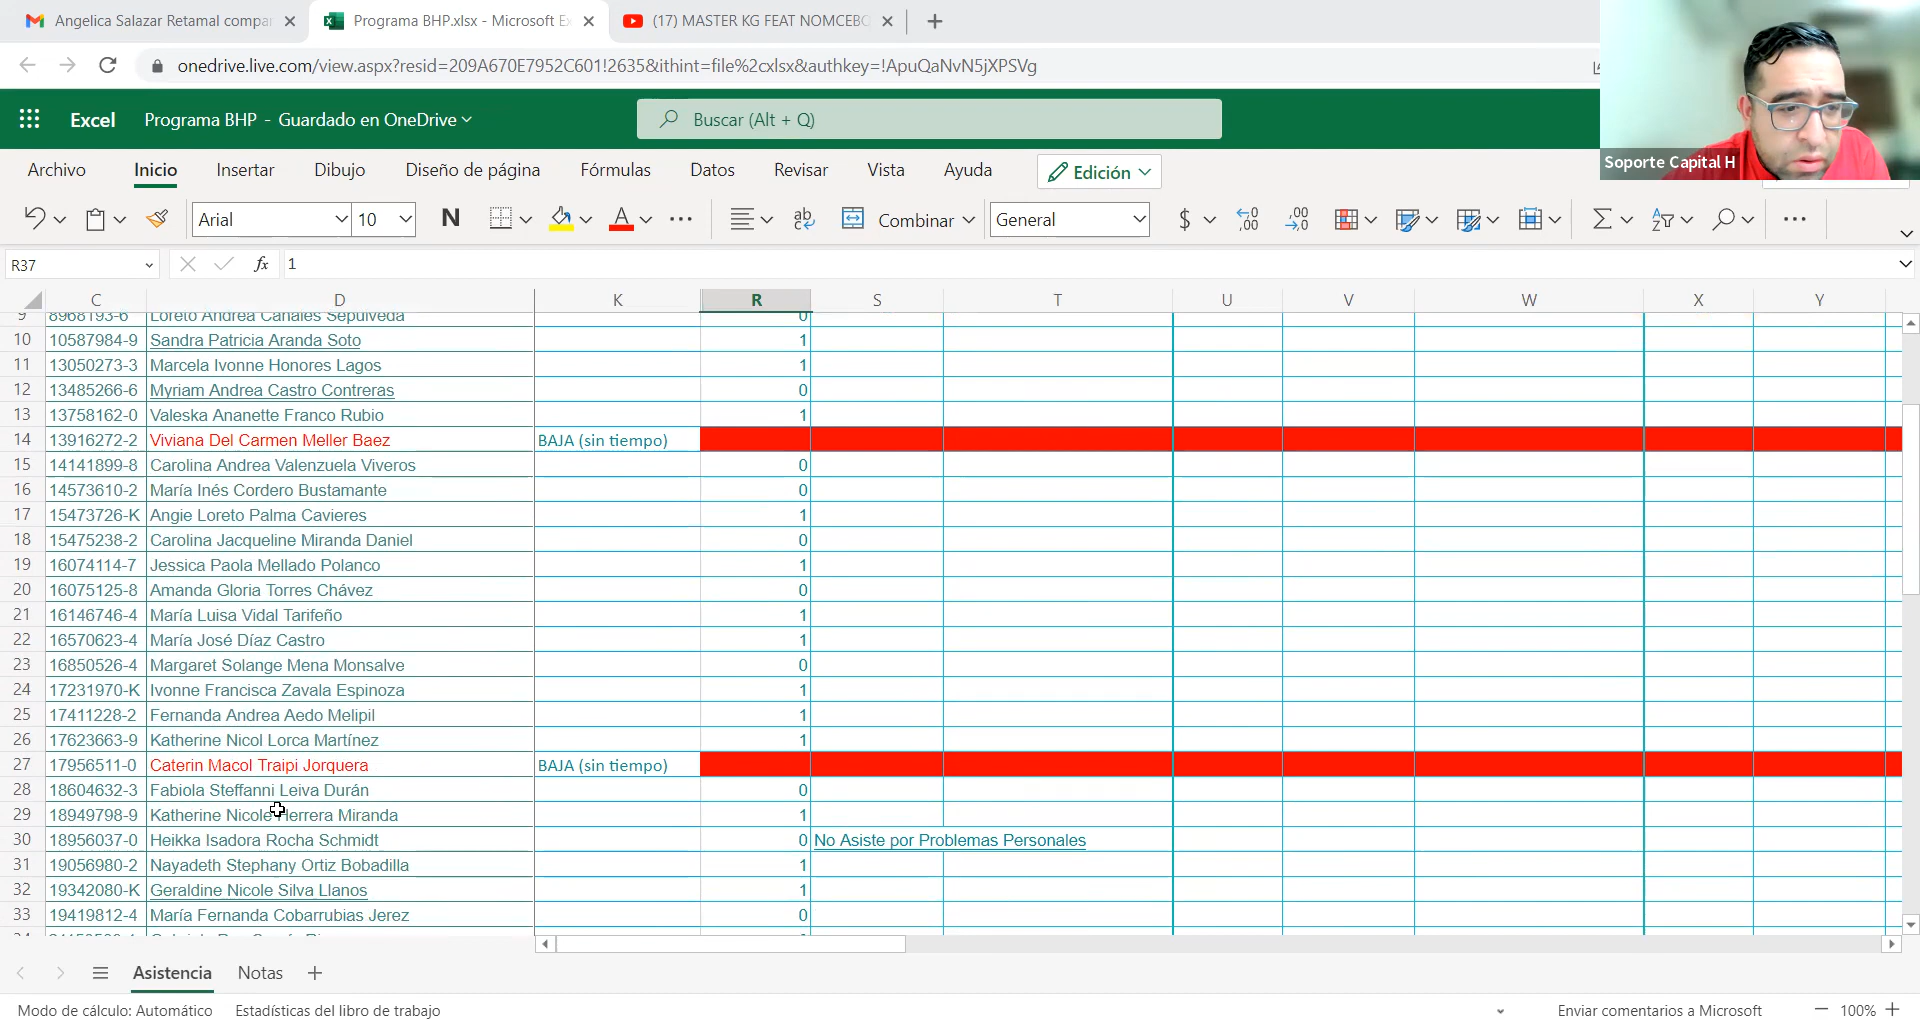 Angelica Salazar Retamal compa
Programa BHP.xlsx - Microsoft Ex
(17) MASTER KG FEAT NOMCEBO
onedrive.live.com/view.aspx?resid=209A670E7952C601!2635&ithint=file%2cxlsx&authkey=!ApuQaNvN5jXPSVg
Excel Programa BHP - Guardado en OneDrive Buscar (Alt + Q)
Soporte Capital H
Archivo Inicio Insertar Dibujo Diseño de página Fórmulas Datos Revisar Vista Ayuda Edición
Arial 10 N A ab Combinar General $
R37 fx 1
C D K R S T U V W X Y
9 8968193-6 Loreto Andrea Canales Sepúlveda 0
10 10587984-9 Sandra Patricia Aranda Soto 1
11 13050273-3 Marcela Ivonne Honores Lagos 1
12 13485266-6 Myriam Andrea Castro Contreras 0
13 13758162-0 Valeska Ananette Franco Rubio 1
14 13916272-2 Viviana Del Carmen Meller Baez BAJA (sin tiempo)
15 14141899-8 Carolina Andrea Valenzuela Viveros 0
16 14573610-2 María Inés Cordero Bustamante 0
17 15473726-K Angie Loreto Palma Cavieres 1
18 15475238-2 Carolina Jacqueline Miranda Daniel 0
19 16074114-7 Jessica Paola Mellado Polanco 1
20 16075125-8 Amanda Gloria Torres Chávez 0
21 16146746-4 María Luisa Vidal Tarifeño 1
22 16570623-4 María José Díaz Castro 1
23 16850526-4 Margaret Solange Mena Monsalve 0
24 17231970-K Ivonne Francisca Zavala Espinoza 1
25 17411228-2 Fernanda Andrea Aedo Melipil 1
26 17623663-9 Katherine Nicol Lorca Martínez 1
27 17956511-0 Caterin Macol Traipi Jorquera BAJA (sin tiempo)
28 18604632-3 Fabiola Steffanni Leiva Durán 0
29 18949798-9 Katherine Nicole Herrera Miranda 1
30 18956037-0 Heikka Isadora Rocha Schmidt 0 No Asiste por Problemas Personales
31 19056980-2 Nayadeth Stephany Ortiz Bobadilla 1
32 19342080-K Geraldine Nicole Silva Llanos 1
33 19419812-4 María Fernanda Cobarrubias Jerez 0
Asistencia Notas
Modo de cálculo: Automático Estadísticas del libro de trabajo Enviar comentarios a Microsoft 100%